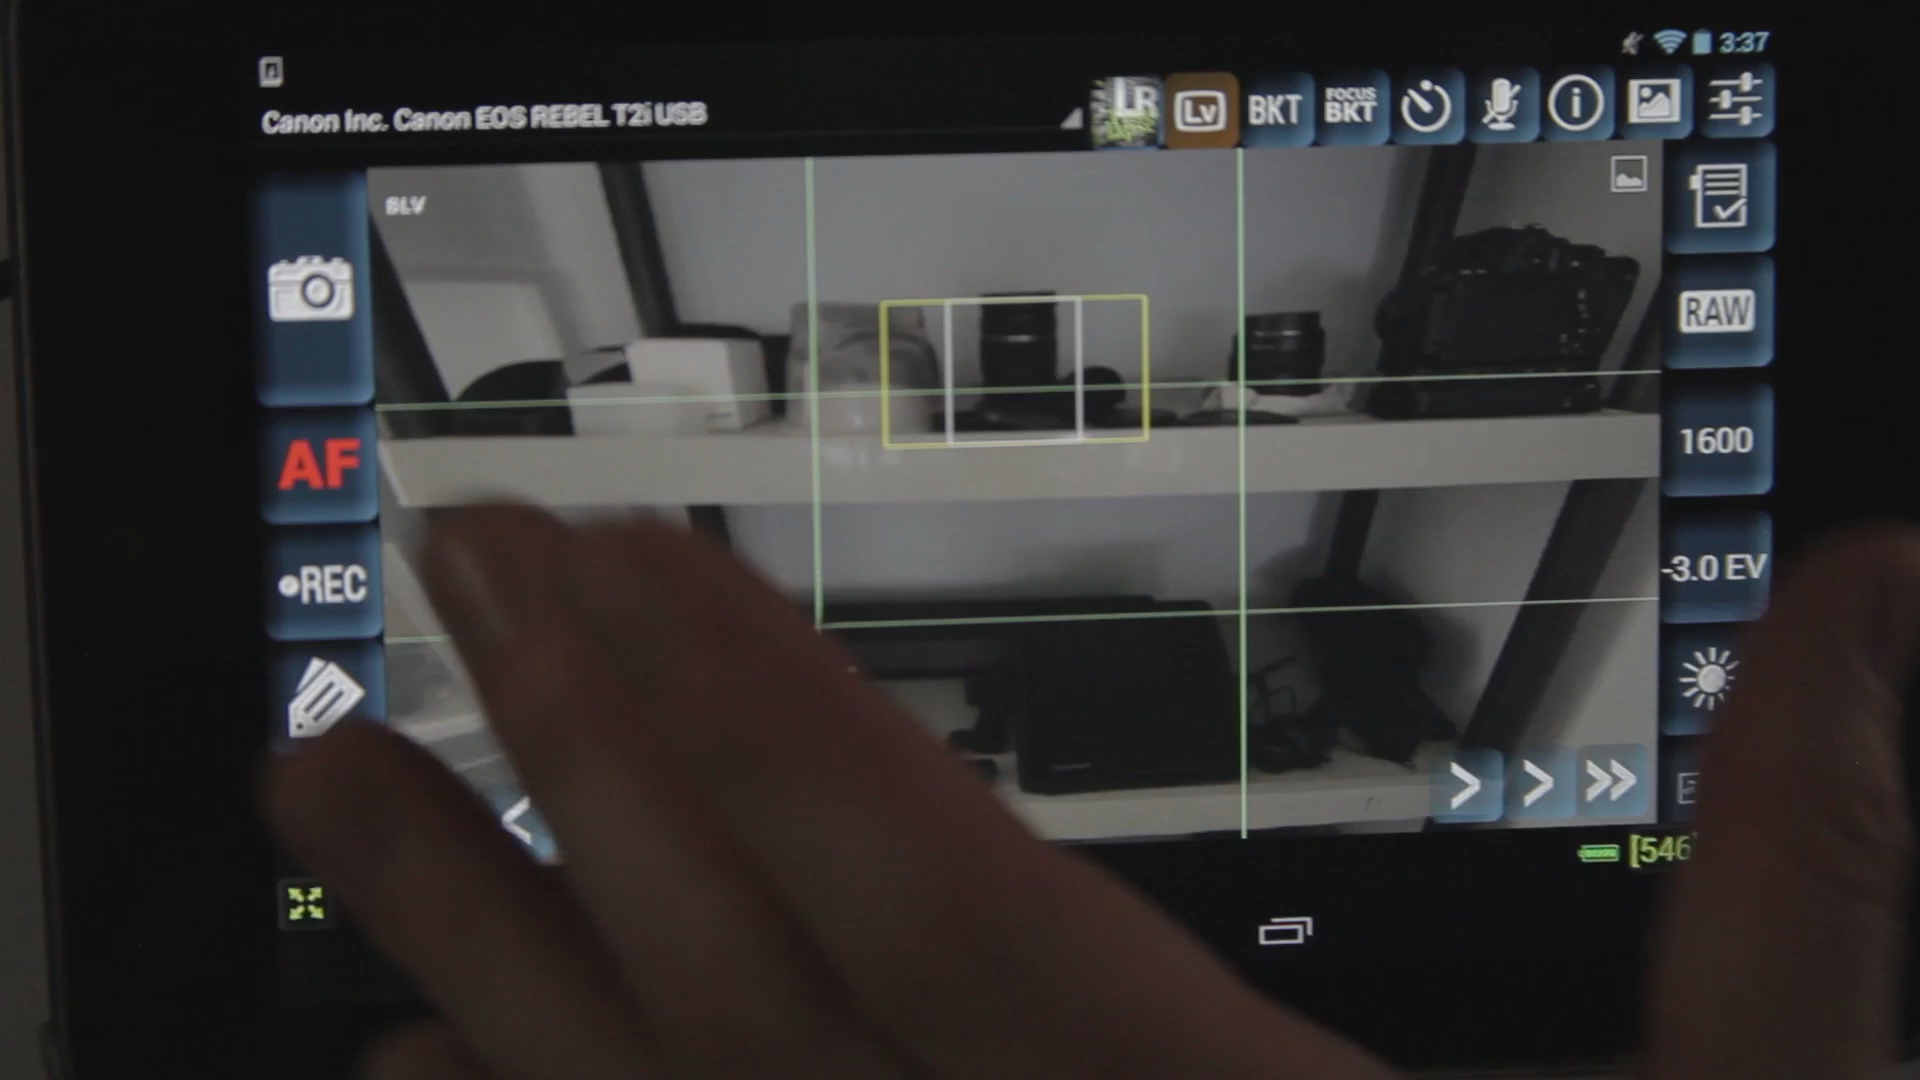 3:37
Canon Inc. Canon EOS REBEL T2i USB
LR
Lv
BKT
FOCUS
BKT
BLV
RAW
AF
1600
REC
-3.0 EV
[546